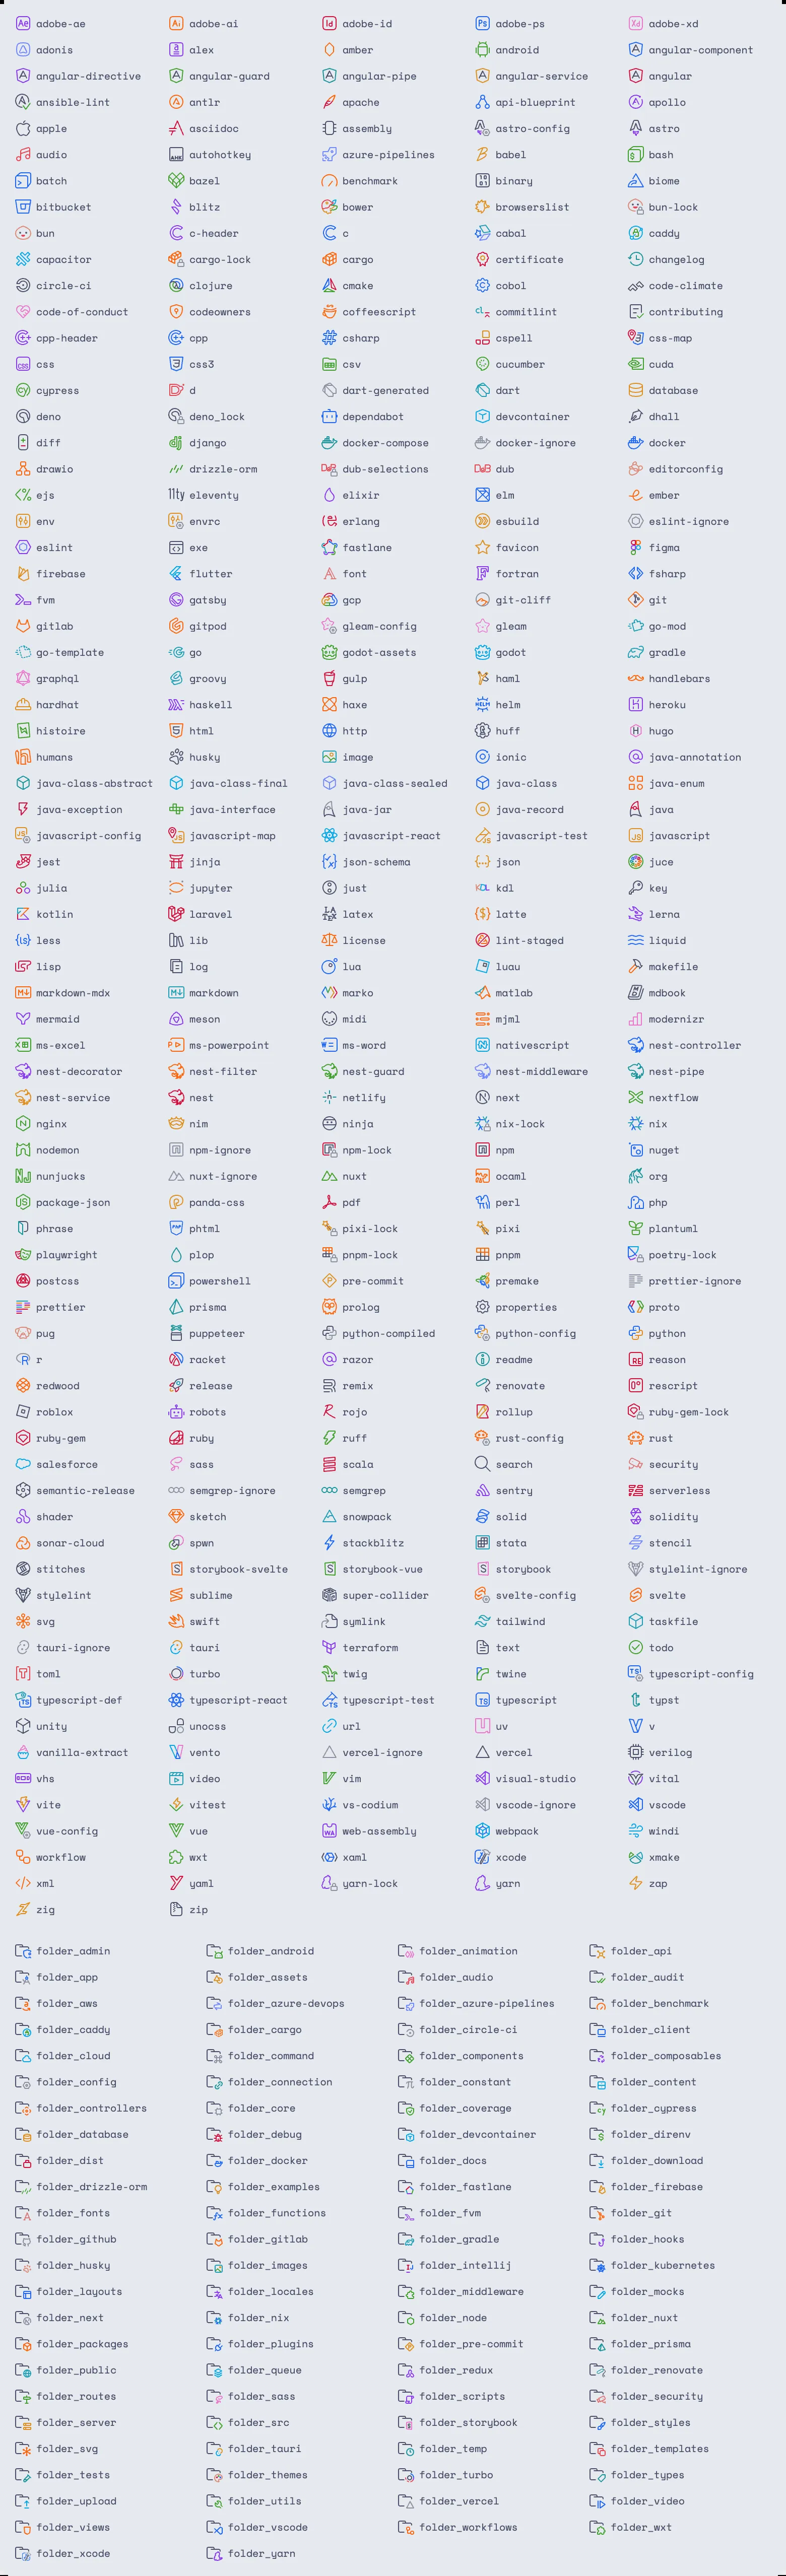 adobe-ae adobe-ai adobe-id adobe-ps adobe-xd
adonis alex amber android angular-component
angular-directive angular-guard angular-pipe angular-service angular
ansible-lint antlr apache api-blueprint apollo
apple asciidoc assembly astro-config astro
audio autohotkey azure-pipelines babel bash
batch bazel benchmark binary biome
bitbucket blitz bower browserslist bun-lock
bun c-header c cabal caddy
capacitor cargo-lock cargo certificate changelog
circle-ci clojure cmake cobol code-climate
code-of-conduct codeowners coffeescript commitlint contributing
cpp-header cpp csharp cspell css-map
css css3 csv cucumber cuda
cypress d dart-generated dart database
deno deno_lock dependabot devcontainer dhall
diff django docker-compose docker-ignore docker
drawio drizzle-orm dub-selections dub editorconfig
ejs eleventy elixir elm ember
env envrc erlang esbuild eslint-ignore
eslint exe fastlane favicon figma
firebase flutter font fortran fsharp
fvm gatsby gcp git-cliff git
gitlab gitpod gleam-config gleam go-mod
go-template go godot-assets godot gradle
graphql groovy gulp haml handlebars
hardhat haskell haxe helm heroku
histoire html http huff hugo
humans husky image ionic java-annotation
java-class-abstract java-class-final java-class-sealed java-class java-enum
java-exception java-interface java-jar java-record java
javascript-config javascript-map javascript-react javascript-test javascript
jest jinja json-schema json juce
julia jupyter just kdl key
kotlin laravel latex latte lerna
less lib license lint-staged liquid
lisp log lua luau makefile
markdown-mdx markdown marko matlab mdbook
mermaid meson midi mjml modernizr
ms-excel ms-powerpoint ms-word nativescript nest-controller
nest-decorator nest-filter nest-guard nest-middleware nest-pipe
nest-service nest netlify next nextflow
nginx nim ninja nix-lock nix
nodemon npm-ignore npm-lock npm nuget
nunjucks nuxt-ignore nuxt ocaml org
package-json panda-css pdf perl php
phrase phtml pixi-lock pixi plantuml
playwright plop pnpm-lock pnpm poetry-lock
postcss powershell pre-commit premake prettier-ignore
prettier prisma prolog properties proto
pug puppeteer python-compiled python-config python
r racket razor readme reason
redwood release remix renovate rescript
roblox robots rojo rollup ruby-gem-lock
ruby-gem ruby ruff rust-config rust
salesforce sass scala search security
semantic-release semgrep-ignore semgrep sentry serverless
shader sketch snowpack solid solidity
sonar-cloud spwn stackblitz stata stencil
stitches storybook-svelte storybook-vue storybook stylelint-ignore
stylelint sublime super-collider svelte-config svelte
svg swift symlink tailwind taskfile
tauri-ignore tauri terraform text todo
toml turbo twig twine typescript-config
typescript-def typescript-react typescript-test typescript typst
unity unocss url uv v
vanilla-extract vento vercel-ignore vercel verilog
vhs video vim visual-studio vital
vite vitest vs-codium vscode-ignore vscode
vue-config vue web-assembly webpack windi
workflow wxt xaml xcode xmake
xml yaml yarn-lock yarn zap
zig zip
folder_admin folder_android folder_animation folder_api
folder_app folder_assets folder_audio folder_audit
folder_aws folder_azure-devops folder_azure-pipelines folder_benchmark
folder_caddy folder_cargo folder_circle-ci folder_client
folder_cloud folder_command folder_components folder_composables
folder_config folder_connection folder_constant folder_content
folder_controllers folder_core folder_coverage folder_cypress
folder_database folder_debug folder_devcontainer folder_direnv
folder_dist folder_docker folder_docs folder_download
folder_drizzle-orm folder_examples folder_fastlane folder_firebase
folder_fonts folder_functions folder_fvm folder_git
folder_github folder_gitlab folder_gradle folder_hooks
folder_husky folder_images folder_intellij folder_kubernetes
folder_layouts folder_locales folder_middleware folder_mocks
folder_next folder_nix folder_node folder_nuxt
folder_packages folder_plugins folder_pre-commit folder_prisma
folder_public folder_queue folder_redux folder_renovate
folder_routes folder_sass folder_scripts folder_security
folder_server folder_src folder_storybook folder_styles
folder_svg folder_tauri folder_temp folder_templates
folder_tests folder_themes folder_turbo folder_types
folder_upload folder_utils folder_vercel folder_video
folder_views folder_vscode folder_workflows folder_wxt
folder_xcode folder_yarn